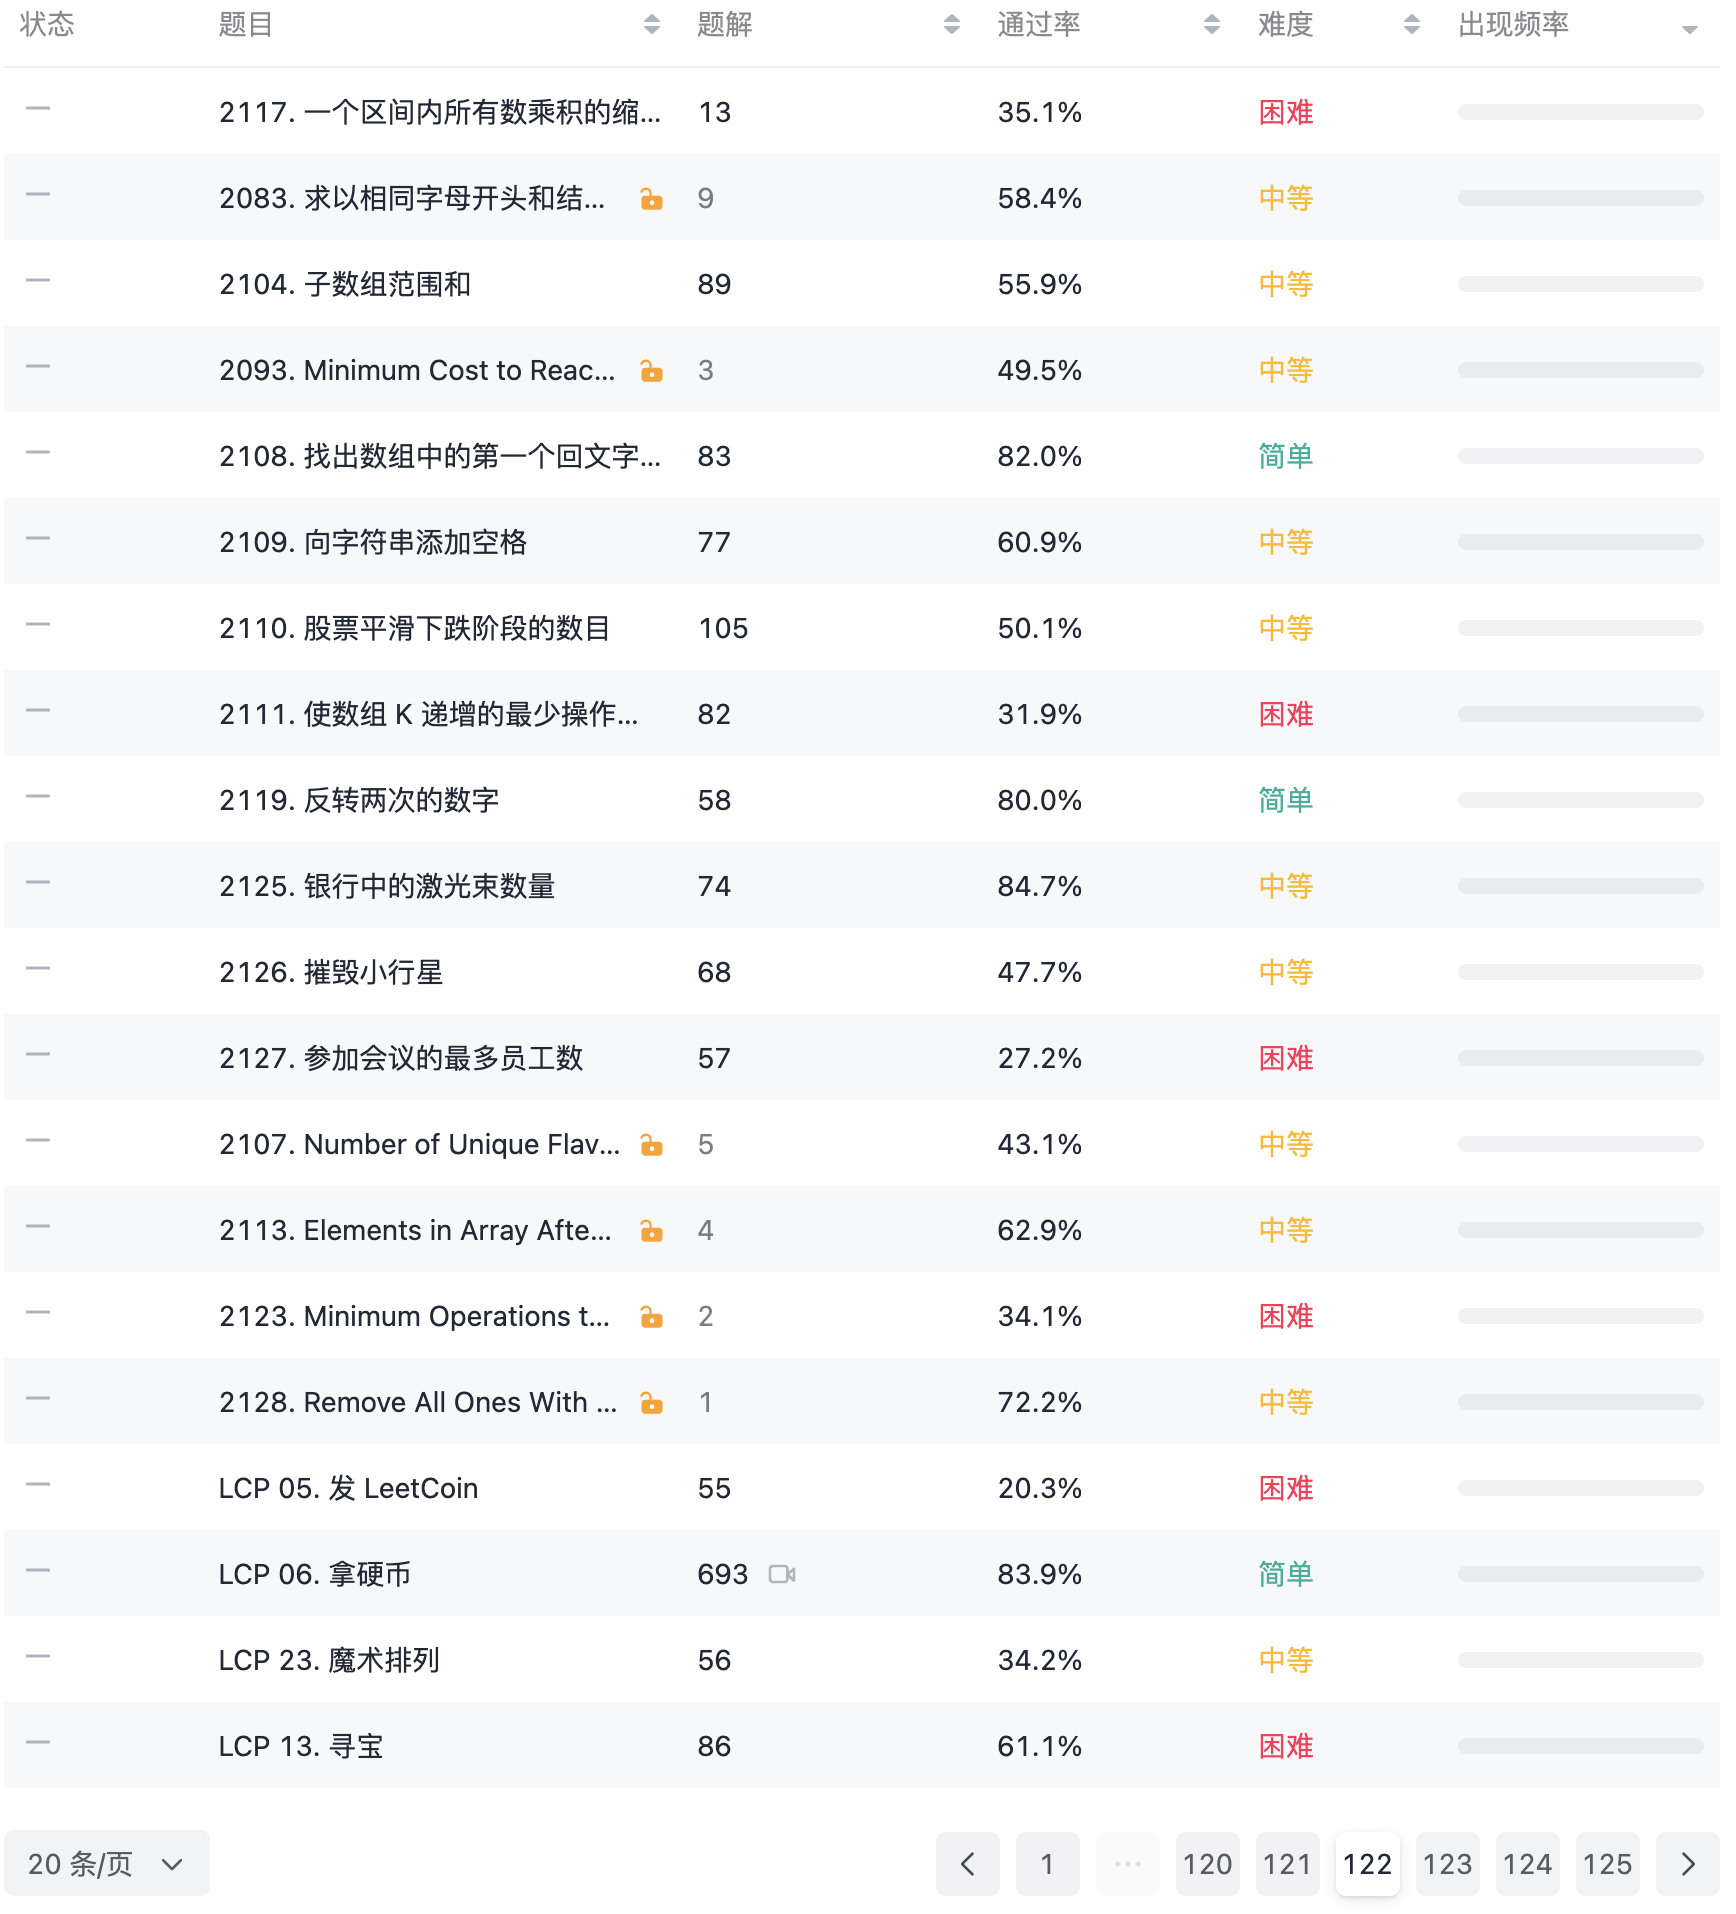 状态 题目 题解 通过率 难度 出现频率
2117. 一个区间内所有数乘积的缩... 13 35.1% 困难
2083. 求以相同字母开头和结... 9 58.4% 中等
2104. 子数组范围和 89 55.9% 中等
2093. Minimum Cost to Reac... 3 49.5% 中等
2108. 找出数组中的第一个回文字... 83 82.0% 简单
2109. 向字符串添加空格 77 60.9% 中等
2110. 股票平滑下跌阶段的数目 105 50.1% 中等
2111. 使数组 K 递增的最少操作... 82 31.9% 困难
2119. 反转两次的数字 58 80.0% 简单
2125. 银行中的激光束数量 74 84.7% 中等
2126. 摧毁小行星 68 47.7% 中等
2127. 参加会议的最多员工数 57 27.2% 困难
2107. Number of Unique Flav... 5 43.1% 中等
2113. Elements in Array Afte... 4 62.9% 中等
2123. Minimum Operations t... 2 34.1% 困难
2128. Remove All Ones With ... 1 72.2% 中等
LCP 05. 发 LeetCoin 55 20.3% 困难
LCP 06. 拿硬币 693 83.9% 简单
LCP 23. 魔术排列 56 34.2% 中等
LCP 13. 寻宝 86 61.1% 困难
20 条/页 1 ... 120 121 122 123 124 125